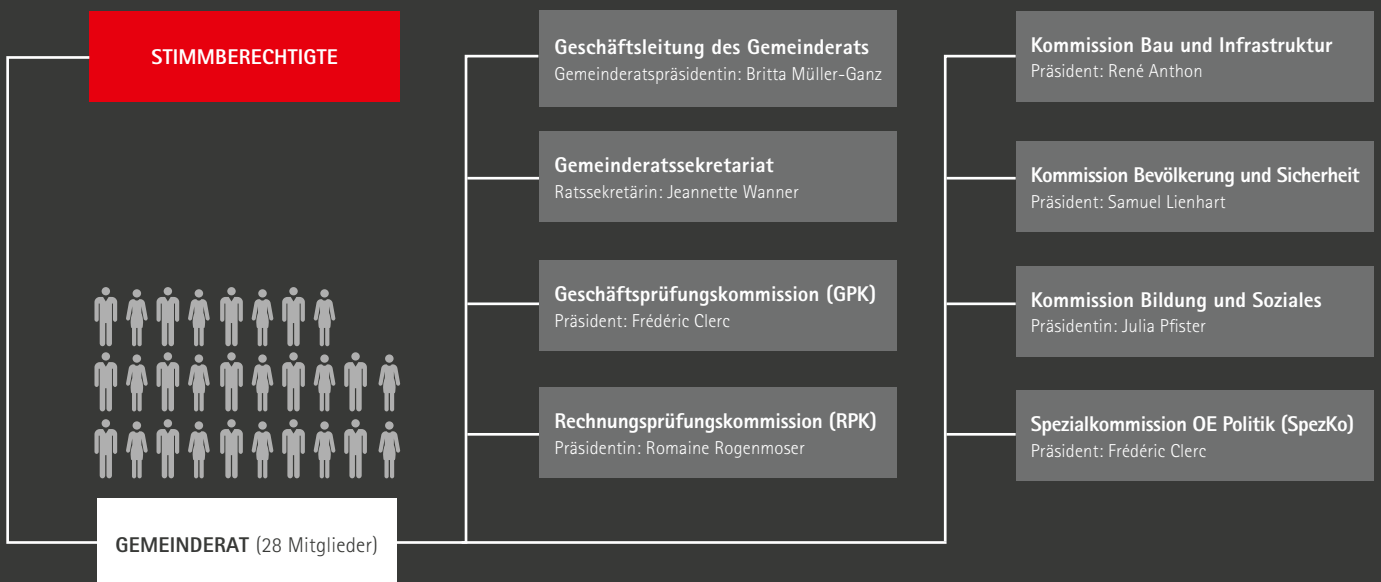 STIMMBERECHTIGTE
GEMEINDERAT (28 Mitglieder)
Geschäftsleitung des Gemeinderats
Gemeinderatspräsidentin: Britta Müller-Ganz
Gemeinderatssekretariat
Ratssekretärin: Jeannette Wanner
Geschäftsprüfungskommission (GPK)
Präsident: Frédéric Clerc
Rechnungsprüfungskommission (RPK)
Präsidentin: Romaine Rogenmoser
Kommission Bau und Infrastruktur
Präsident: René Anthon
Kommission Bevölkerung und Sicherheit
Präsident: Samuel Lienhart
Kommission Bildung und Soziales
Präsidentin: Julia Pfister
Spezialkommission OE Politik (SpezKo)
Präsident: Frédéric Clerc